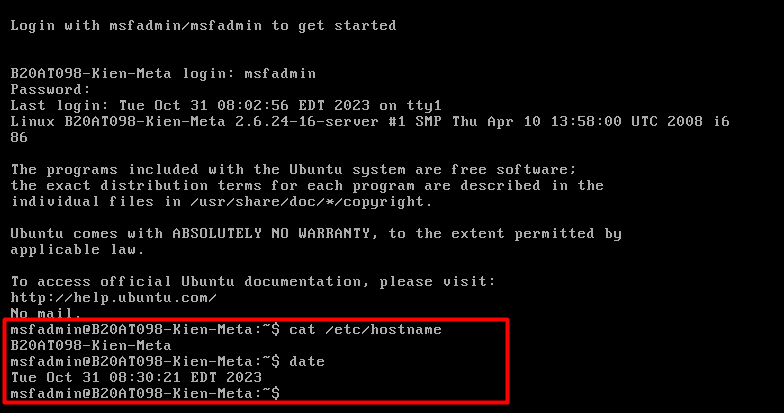 Login with msfadmin/msfadmin to get started
B20AT098-Kien-Meta login: msfadmin
Password:
Last login: Tue Oct 31 08:02:56 EDT 2023 on tty1
Linux B20AT098-Kien-Meta 2.6.24-16-server #1 SMP Thu Apr 10 13:58:00 UTC 2008 i6
86
The programs included with the Ubuntu system are free software;
the exact distribution terms for each program are described in the
individual files in /usr/share/doc/*/copyright.
Ubuntu comes with ABSOLUTELY NO WARRANTY, to the extent permitted by
applicable law.
To access official Ubuntu documentation, please visit:
http://help.ubuntu.com/
No mail.
msfadmin@B20AT098-Kien-Meta:~$ cat /etc/hostname
B20AT098-Kien-Meta
msfadmin@B20AT098-Kien-Meta:~$ date
Tue Oct 31 08:30:21 EDT 2023
msfadmin@B20AT098-Kien-Meta:~$